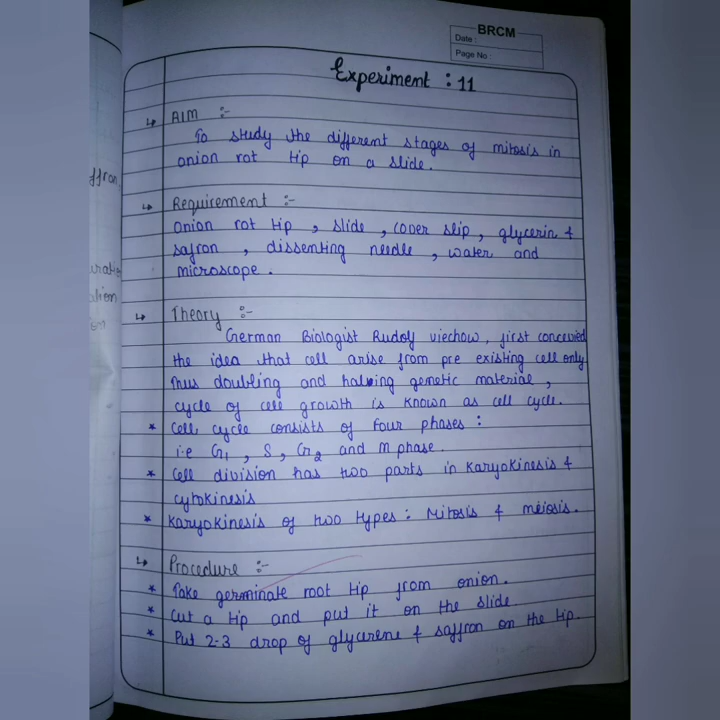 BRCM
Date :
Page No :
Experiment : 11
↳ AIM :-
To study the different stages of mitosis in
onion rot tip on a slide.
↳ Requirement :-
onion rot tip , slide , cover slip , glycerin &
safron , dissenting needle , water and
microscope .
↳ Theory :-
German Biologist Rudolf viechow, first conceived
the idea that cell arise from pre existing cell only
thus doubling and halving genetic material ,
cycle of cell growth is known as cell cycle.
* Cell cycle consists of four phases :
i.e G1 , S , G2 and M phase.
* Cell division has two parts in Karyokinesis &
cytokinesis
* Karyokinesis of two types : Mitosis & meiosis.
↳ Procedure :-
* Take germinate root tip from onion.
* Cut a tip and put it on the slide
* Put 2-3 drop of glycerene & saffron on the tip.
ffron,